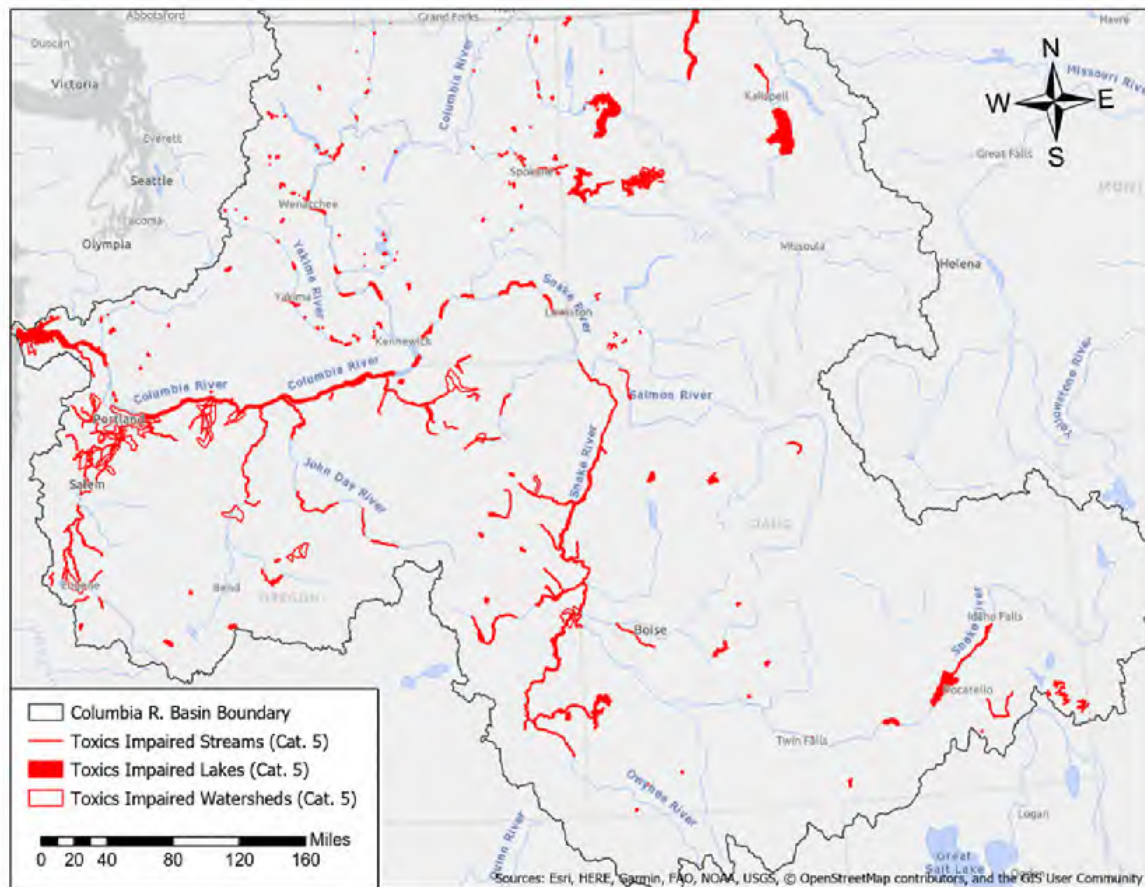 Abbotsford
Grand Forks
Havre
Duncan
Victoria
Columbia River
Kalispell
N
W
E
S
Missouri River
Everett
Seattle
Spokane
Great Falls
Tacoma
Wenatchee
Olympia
Yakima River
Missoula
Helena
Yakima
Snake River
Lewiston
Kennewick
Columbia River
Columbia River
Yellowstone River
Portland
Salmon River
Snake River
Salem
John Day River
IDAHO
Eugene
Bend
OREGON
Boise
Snake River
Idaho Falls
Pocatello
Twin Falls
Owyhee River
Quinn River
Logan
Great
Salt Lake
Ogden
Columbia R. Basin Boundary
Toxics Impaired Streams (Cat. 5)
Toxics Impaired Lakes (Cat. 5)
Toxics Impaired Watersheds (Cat. 5)
Miles
0 20 40 80 120 160
Sources: Esri, HERE, Garmin, FAO, NOAA, USGS, © OpenStreetMap contributors, and the GIS User Community